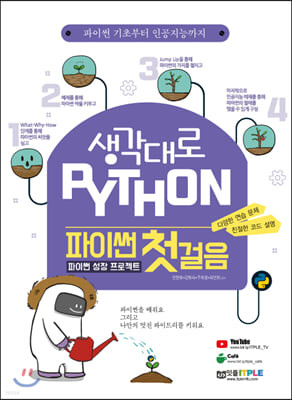 파이썬 기초부터 인공지능까지
1
What-Why-How
단계를 통해
파이썬의 씨앗을
심고
2
예제를 통해
파이썬 싹을 키우고
3
Jump Up을 통해
파이썬의 가지를 펼치고
4
마지막으로
인공지능 예제를 통해
파이썬의 열매를
맺을 수 있게 구성
생각대로
PYTHON
다양한 연습 문제
친절한 코드 설명
파이썬 첫걸음
파이썬 성장 프로젝트
파이썬을 배워요
그리고
나만의 멋진 파이트리를 키워요
YouTube
Café
잇플 ITPLE